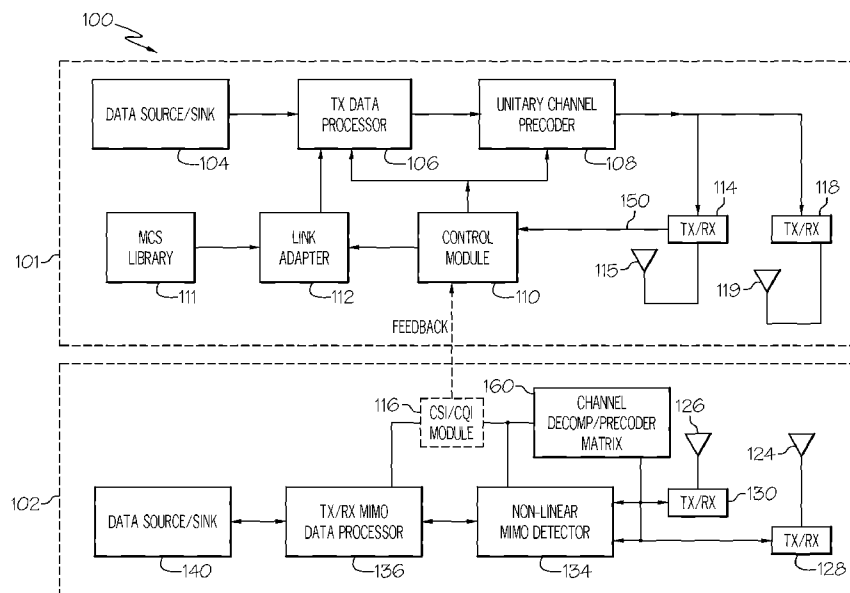 100
DATA SOURCE/SINK
104
TX DATA
PROCESSOR
106
UNITARY CHANNEL
PRECODER
108
114
118
150
TX/RX
TX/RX
MCS
LIBRARY
111
LINK
ADAPTER
112
CONTROL
MODULE
110
115
119
101
FEEDBACK
116
CSI/CQI
MODULE
160
CHANNEL
DECOMP/PRECODER
MATRIX
126
124
102
DATA SOURCE/SINK
140
TX/RX MIMO
DATA PROCESSOR
136
NON-LINEAR
MIMO DETECTOR
134
TX/RX
130
TX/RX
128